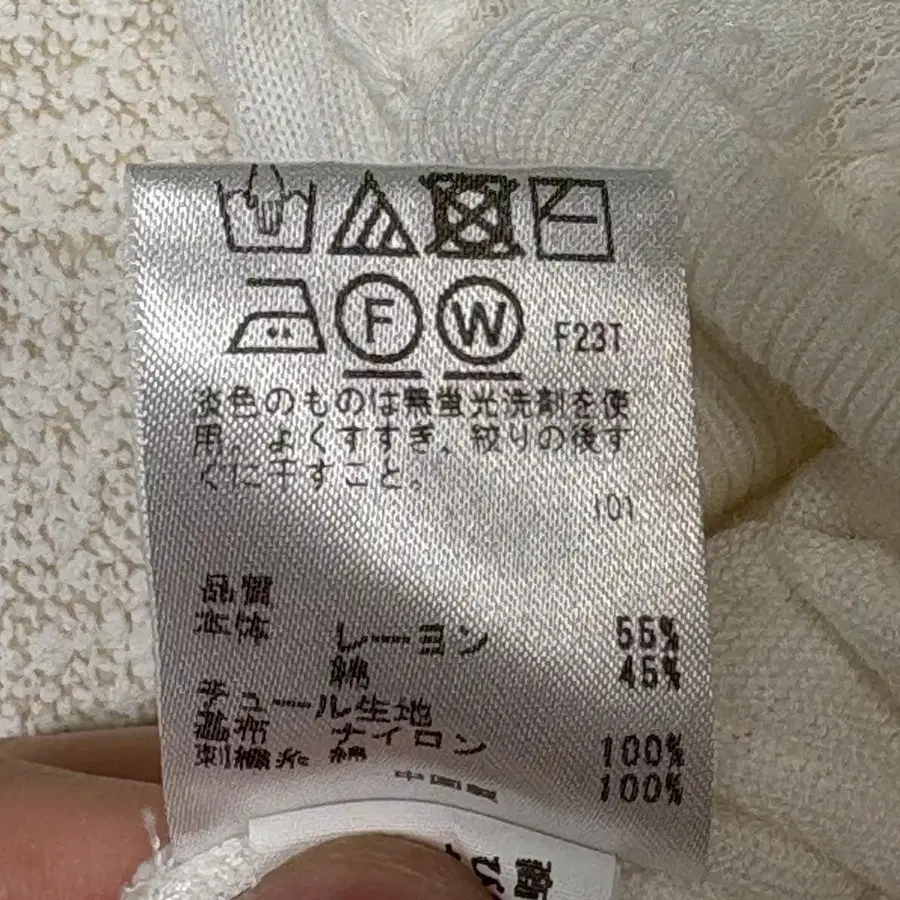 F W F23T
淡色のものは無蛍光洗剤を使
用 よくすすぎ、絞りの後す
ぐに干すこと。
101
品質
本体 レーヨン 55%
綿 45%
チュール生地
基布 ナイロン 100%
刺繍糸 綿 100%